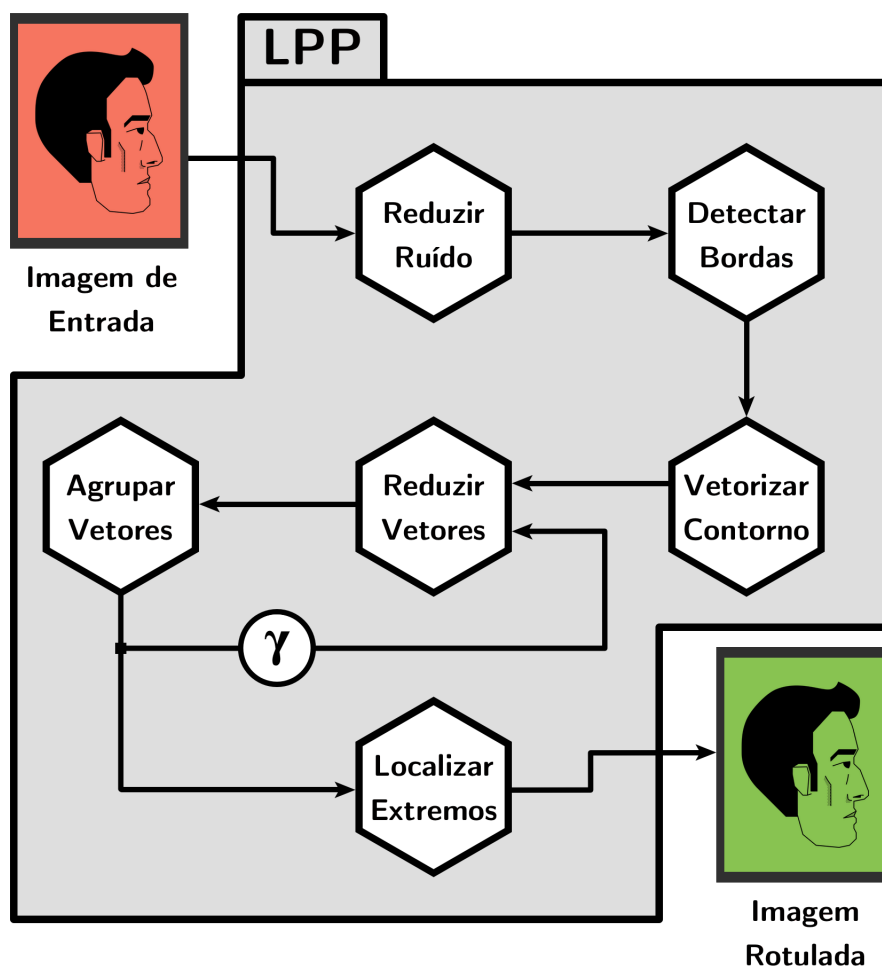 LPP
Imagem de
Entrada
Reduzir
Ruído
Detectar
Bordas
Vetorizar
Contorno
Reduzir
Vetores
Agrupar
Vetores
γ
Localizar
Extremos
Imagem
Rotulada